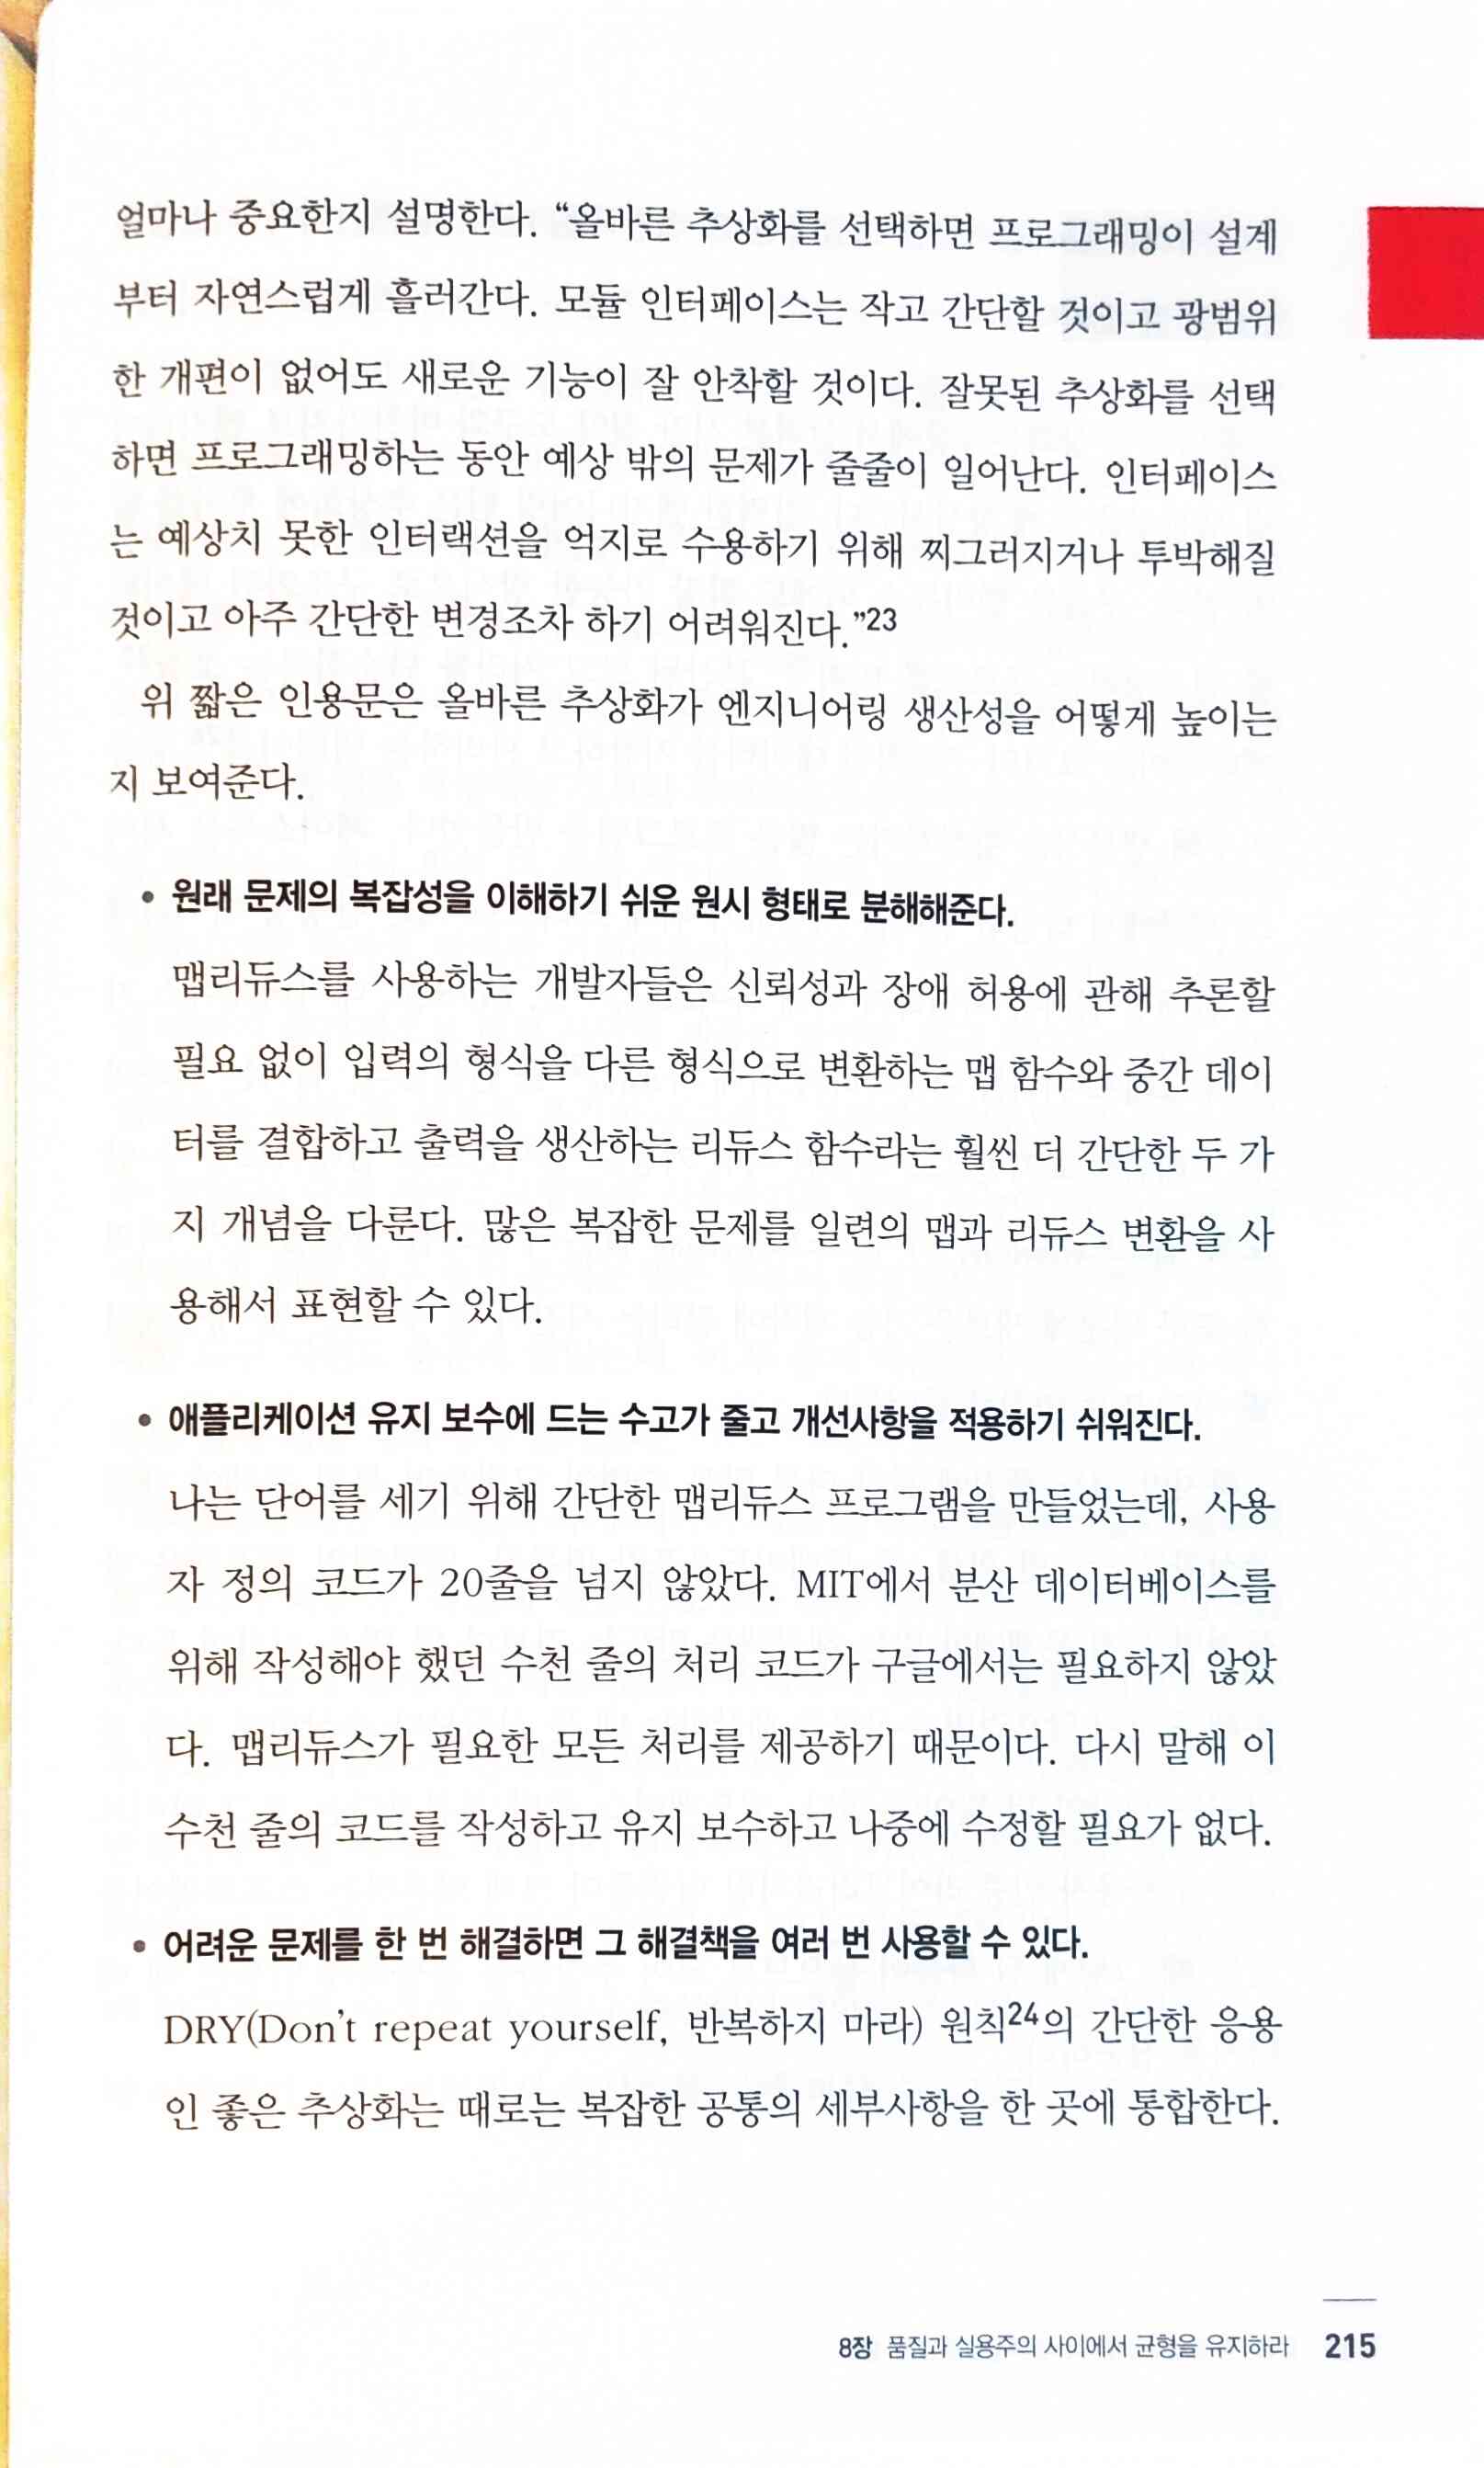 얼마나 중요한지 설명한다. “올바른 추상화를 선택하면 프로그래밍이 설계
부터 자연스럽게 흘러간다. 모듈 인터페이스는 작고 간단할 것이고 광범위
한 개편이 없어도 새로운 기능이 잘 안착할 것이다. 잘못된 추상화를 선택
하면 프로그래밍하는 동안 예상 밖의 문제가 줄줄이 일어난다. 인터페이스
는 예상치 못한 인터랙션을 억지로 수용하기 위해 찌그러지거나 투박해질
것이고 아주 간단한 변경조차 하기 어려워진다.”23
위 짧은 인용문은 올바른 추상화가 엔지니어링 생산성을 어떻게 높이는
지 보여준다.
• 원래 문제의 복잡성을 이해하기 쉬운 원시 형태로 분해해준다.
맵리듀스를 사용하는 개발자들은 신뢰성과 장애 허용에 관해 추론할
필요 없이 입력의 형식을 다른 형식으로 변환하는 맵 함수와 중간 데이
터를 결합하고 출력을 생산하는 리듀스 함수라는 훨씬 더 간단한 두 가
지 개념을 다룬다. 많은 복잡한 문제를 일련의 맵과 리듀스 변환을 사
용해서 표현할 수 있다.
• 애플리케이션 유지 보수에 드는 수고가 줄고 개선사항을 적용하기 쉬워진다.
나는 단어를 세기 위해 간단한 맵리듀스 프로그램을 만들었는데, 사용
자 정의 코드가 20줄을 넘지 않았다. MIT에서 분산 데이터베이스를
위해 작성해야 했던 수천 줄의 처리 코드가 구글에서는 필요하지 않았
다. 맵리듀스가 필요한 모든 처리를 제공하기 때문이다. 다시 말해 이
수천 줄의 코드를 작성하고 유지 보수하고 나중에 수정할 필요가 없다.
• 어려운 문제를 한 번 해결하면 그 해결책을 여러 번 사용할 수 있다.
DRY(Don’t repeat yourself, 반복하지 마라) 원칙24의 간단한 응용
인 좋은 추상화는 때로는 복잡한 공통의 세부사항을 한 곳에 통합한다.
8장 품질과 실용주의 사이에서 균형을 유지하라 215